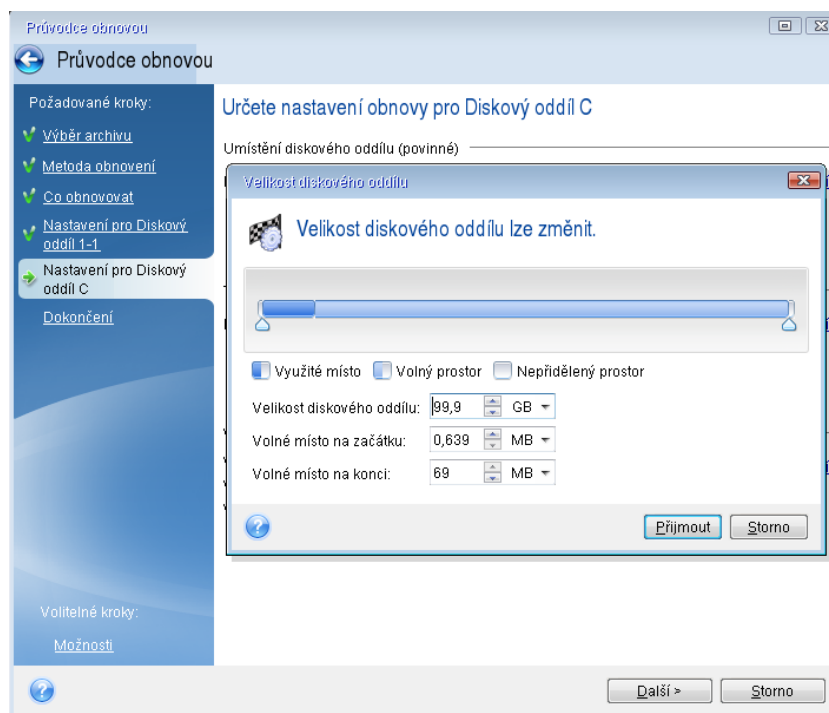 Průvodce obnovou
Průvodce obnovou
Požadované kroky:
Výběr archivu
Metoda obnovení
Co obnovovat
Nastavení pro Diskový
oddíl 1-1
Nastavení pro Diskový
oddíl C
Dokončení
Volitelné kroky:
Možnosti
Určete nastavení obnovy pro Diskový oddíl C
Umístění diskového oddílu (povinné)
Velikost diskového oddílu
Velikost diskového oddílu lze změnit.
Využité místo Volný prostor Nepřidělený prostor
Velikost diskového oddílu: 99,9 GB
Volné místo na začátku: 0,639 MB
Volné místo na konci: 69 MB
Přijmout Storno
Další > Storno